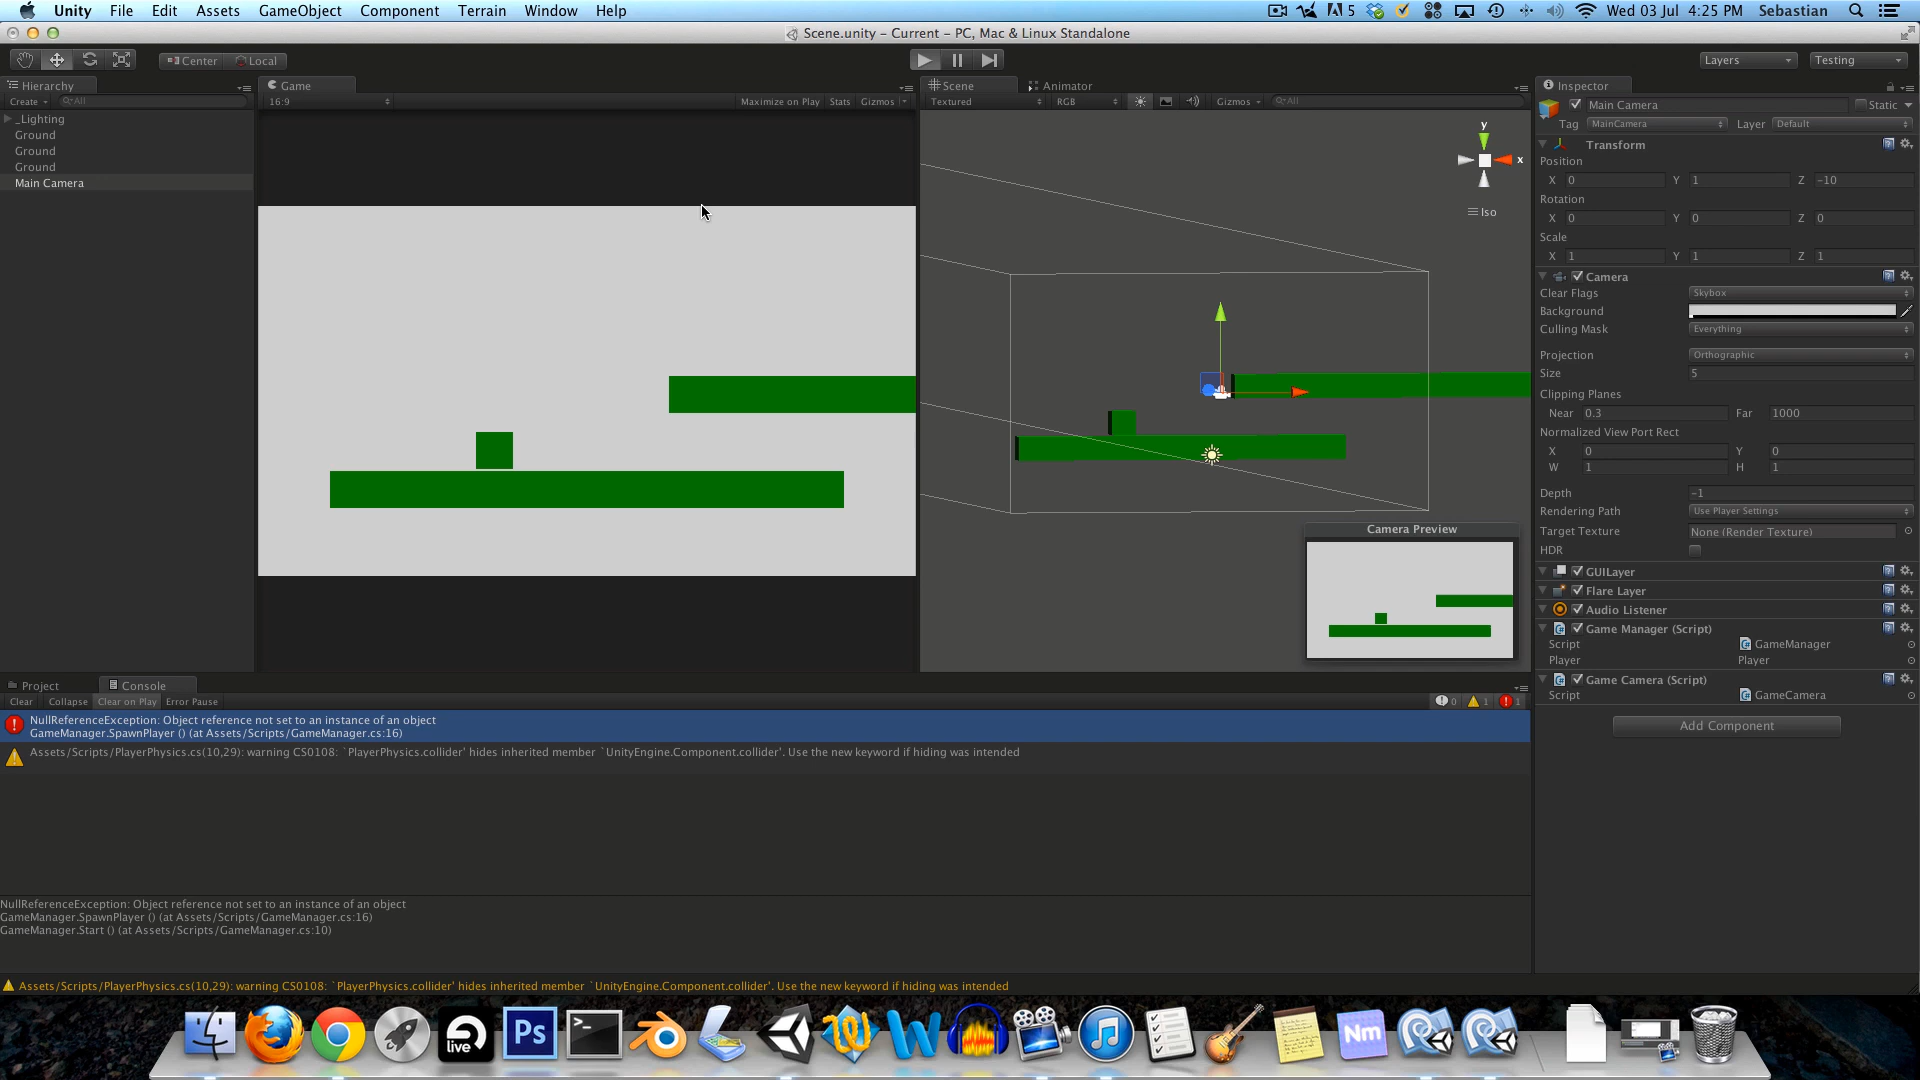 Unity File Edit Assets GameObject Component Terrain Window Help 5 Wed 03 Jul 4:25 PM Sebastian
Scene.unity - Current - PC, Mac & Linux Standalone
Center Local Layers Testing
Hierarchy Game Scene Animator Inspector
Create All 16:9 Maximize on Play Stats Gizmos Textured RGB Gizmos All
Main Camera Static
_Lighting
Ground
Ground
Ground
Main Camera
Tag MainCamera Layer Default
Transform
Position
X 0 Y 1 Z -10
Rotation
X 0 Y 0 Z 0
Scale
X 1 Y 1 Z 1
y
x
Iso
Camera
Clear Flags Skybox
Background
Culling Mask Everything
Projection Orthographic
Size 5
Clipping Planes
Near 0.3 Far 1000
Normalized View Port Rect
X 0 Y 0
W 1 H 1
Depth -1
Rendering Path Use Player Settings
Target Texture None (Render Texture)
HDR
Camera Preview
GUILayer
Flare Layer
Audio Listener
Game Manager (Script)
Script GameManager
Player Player
Game Camera (Script)
Script GameCamera
Add Component
Project Console
Clear Collapse Clear on Play Error Pause 0 1 1
NullReferenceException: Object reference not set to an instance of an object
GameManager.SpawnPlayer () (at Assets/Scripts/GameManager.cs:16)
Assets/Scripts/PlayerPhysics.cs(10,29): warning CS0108: `PlayerPhysics.collider' hides inherited member `UnityEngine.Component.collider'. Use the new keyword if hiding was intended
NullReferenceException: Object reference not set to an instance of an object
GameManager.SpawnPlayer () (at Assets/Scripts/GameManager.cs:16)
GameManager.Start () (at Assets/Scripts/GameManager.cs:10)
Assets/Scripts/PlayerPhysics.cs(10,29): warning CS0108: `PlayerPhysics.collider' hides inherited member `UnityEngine.Component.collider'. Use the new keyword if hiding was intended
live Ps Nm